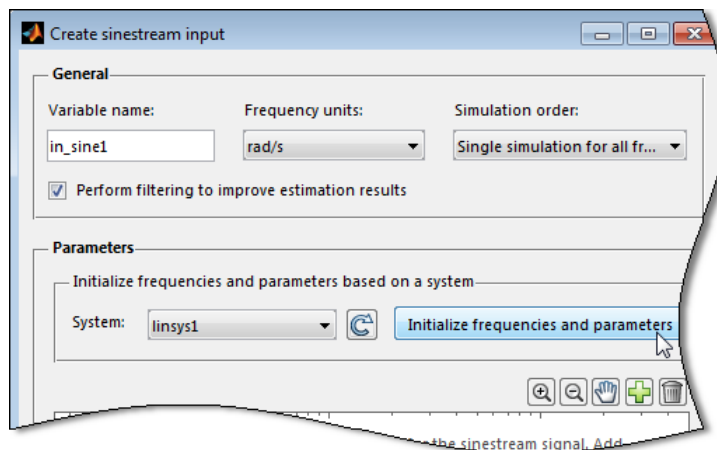 Create sinestream input
General
Variable name: Frequency units: Simulation order:
in_sine1 rad/s Single simulation for all fr...
Perform filtering to improve estimation results
Parameters
Initialize frequencies and parameters based on a system
System: linsys1 Initialize frequencies and parameters
the sinestream signal. Add